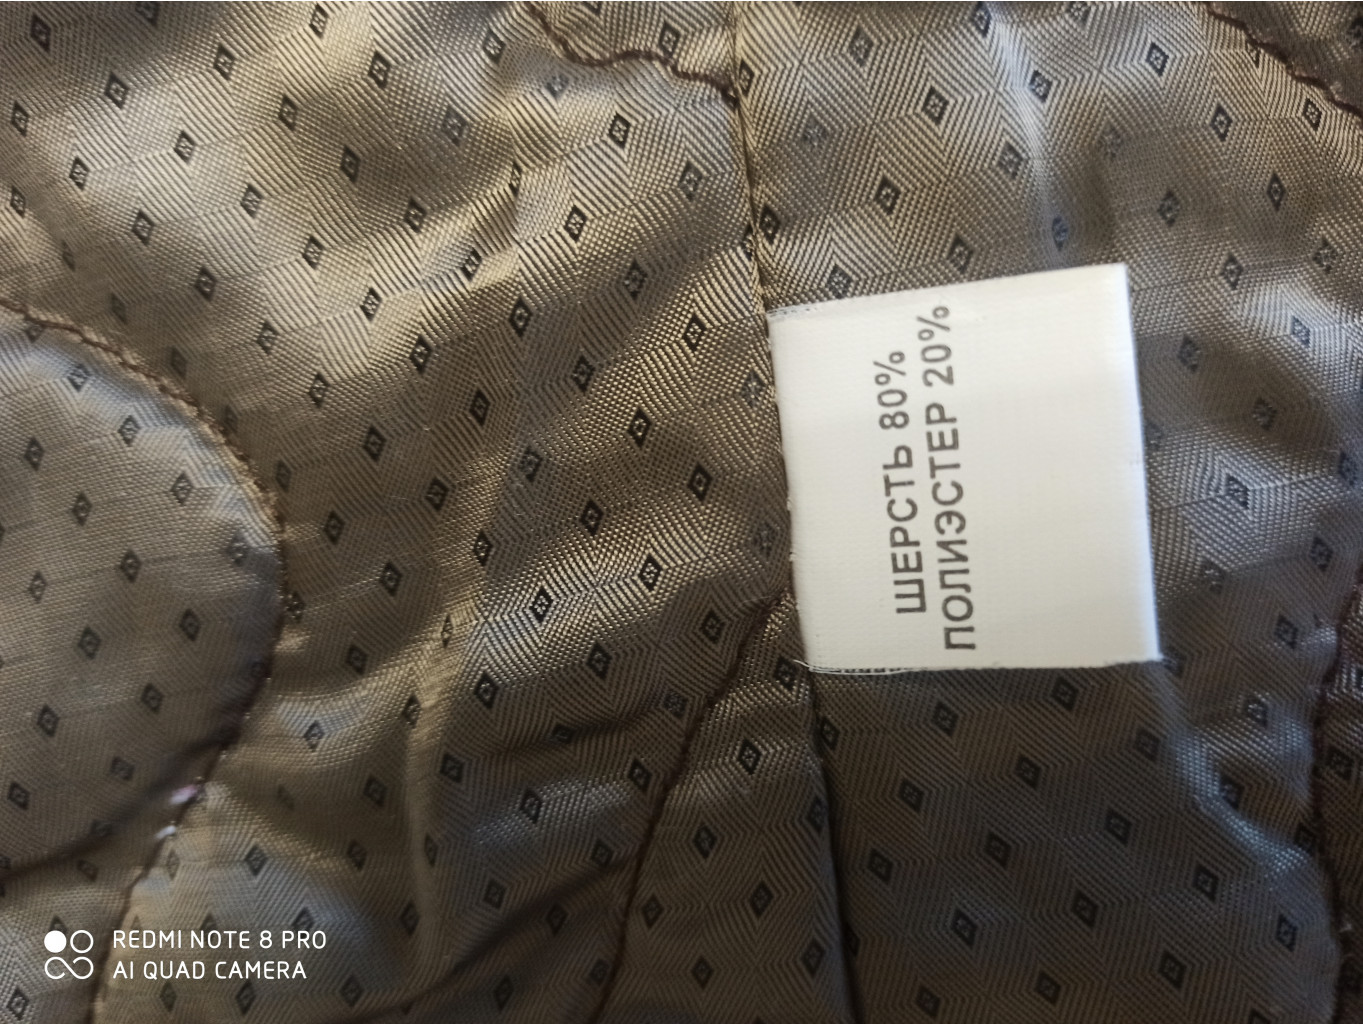 ШЕРСТЬ 80%
ПОЛИЭСТЕР 20%
REDMI NOTE 8 PRO
AI QUAD CAMERA